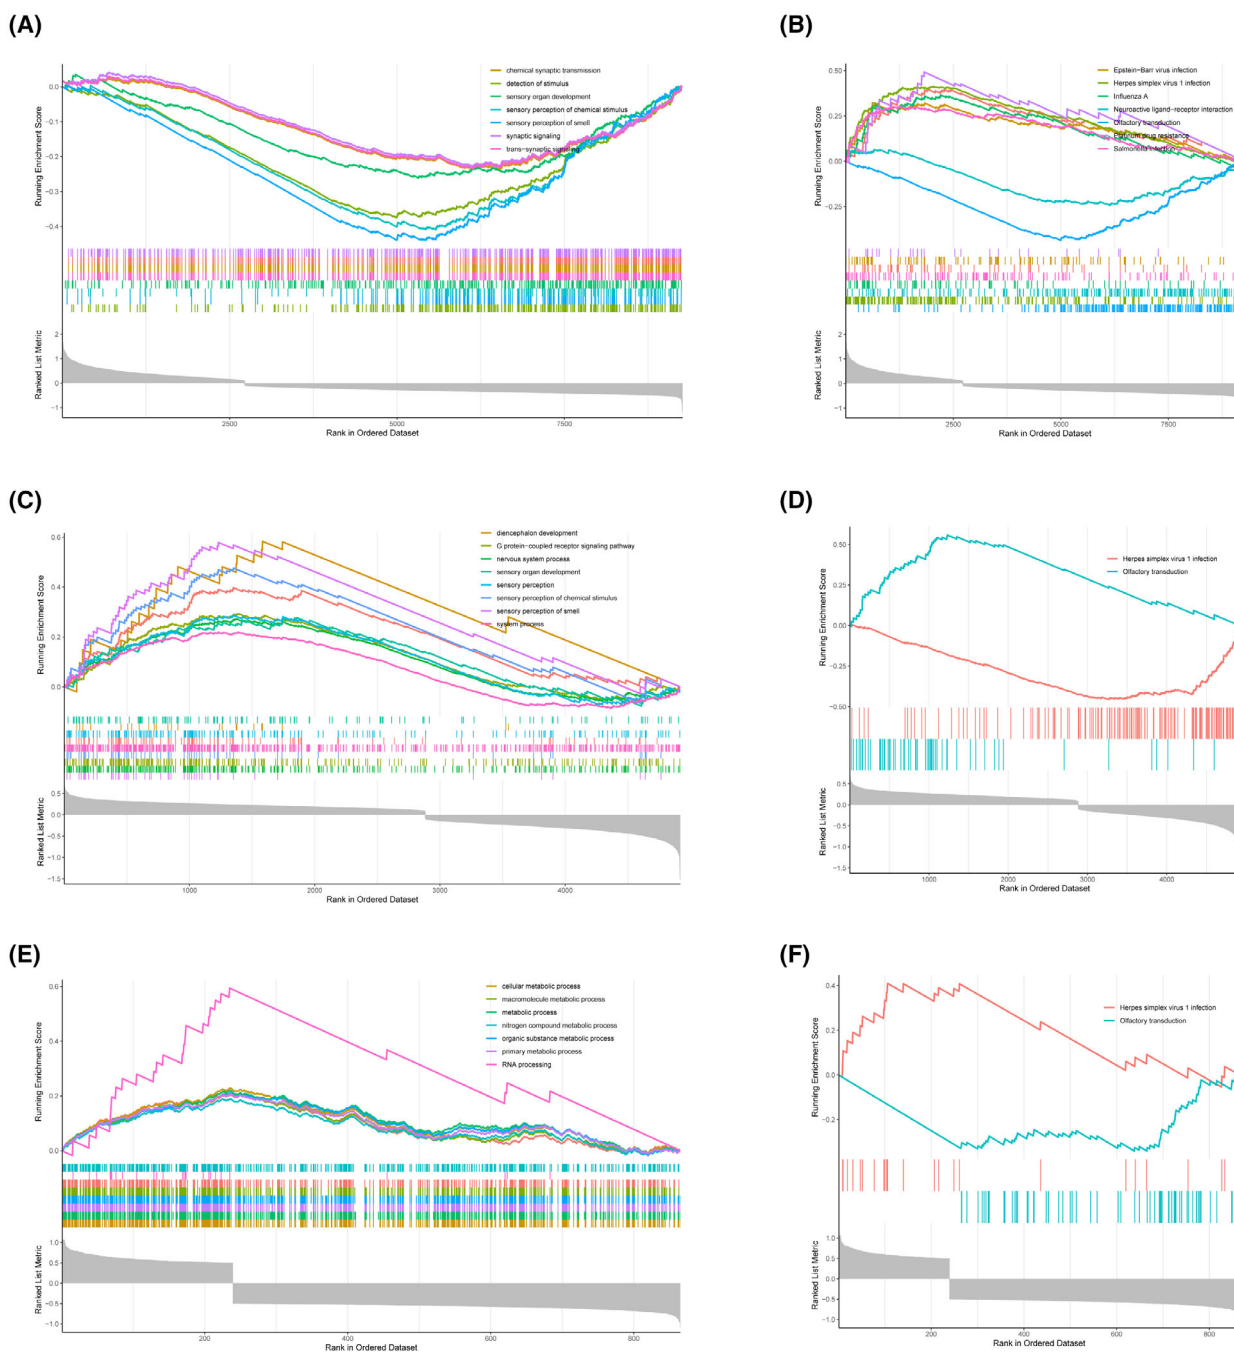 (A)
chemical synaptic transmission
detection of stimulus
sensory organ development
sensory perception of chemical stimulus
sensory perception of smell
synaptic signaling
trans−synaptic signaling
Running Enrichment Score
0.0
−0.1
−0.2
−0.3
−0.4
Ranked List Metric
2
1
0
−1
2500 5000 7500
Rank in Ordered Dataset
(B)
Epstein−Barr virus infection
Herpes simplex virus 1 infection
Influenza A
Neuroactive ligand−receptor interaction
Olfactory transduction
Platinum drug resistance
Salmonella infection
Running Enrichment Score
0.50
0.25
0.00
−0.25
Ranked List Metric
2
1
0
−1
2500 5000 7500
Rank in Ordered Dataset
(C)
diencephalon development
G protein−coupled receptor signaling pathway
nervous system process
sensory organ development
sensory perception
sensory perception of chemical stimulus
sensory perception of smell
system process
Running Enrichment Score
0.6
0.4
0.2
0.0
Ranked List Metric
0.5
0.0
−0.5
−1.0
−1.5
1000 2000 3000 4000
Rank in Ordered Dataset
(D)
Herpes simplex virus 1 infection
Olfactory transduction
Running Enrichment Score
0.50
0.25
0.00
−0.25
−0.50
Ranked List Metric
0.5
0.0
−0.5
−1.0
−1.5
1000 2000 3000 4000
Rank in Ordered Dataset
(E)
cellular metabolic process
macromolecule metabolic process
metabolic process
nitrogen compound metabolic process
organic substance metabolic process
primary metabolic process
RNA processing
Running Enrichment Score
0.6
0.4
0.2
0.0
Ranked List Metric
1.0
0.5
0.0
−0.5
−1.0
200 400 600 800
Rank in Ordered Dataset
(F)
Herpes simplex virus 1 infection
Olfactory transduction
Running Enrichment Score
0.4
0.2
0.0
−0.2
Ranked List Metric
1.0
0.5
0.0
−0.5
−1.0
200 400 600 800
Rank in Ordered Dataset